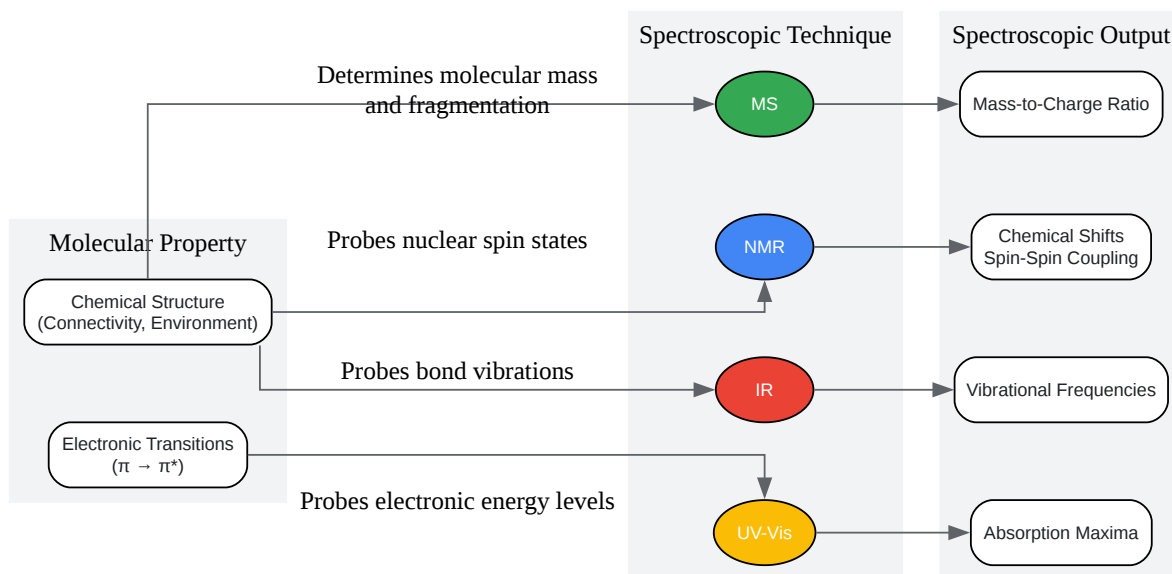 Spectroscopic Technique
Spectroscopic Output
Determines molecular mass
and fragmentation
MS
Mass-to-Charge Ratio
Molecular Property
Probes nuclear spin states
NMR
Chemical Shifts
Spin-Spin Coupling
Chemical Structure
(Connectivity, Environment)
Probes bond vibrations
IR
Vibrational Frequencies
Electronic Transitions
(π → π*)
Probes electronic energy levels
UV-Vis
Absorption Maxima